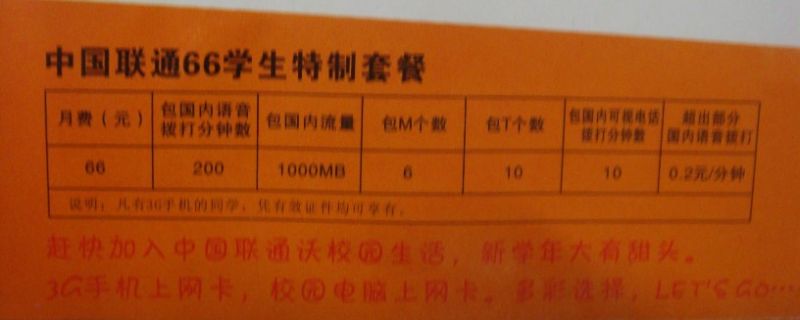 中国联通66学生特制套餐
月费（元） 包国内语音拨打分钟数 包国内流量 包M个数 包T个数 包国内可视电话拨打分钟数 超出部分国内语音拨打
66 200 1000MB 6 10 10 0.2元/分钟
说明：凡有3G手机的同学，凭有效证件均可享有。
赶快加入中国联通沃校园生活，新学年大有甜头。
3G手机上网卡，校园电脑上网卡。多彩选择，LET'S GO……